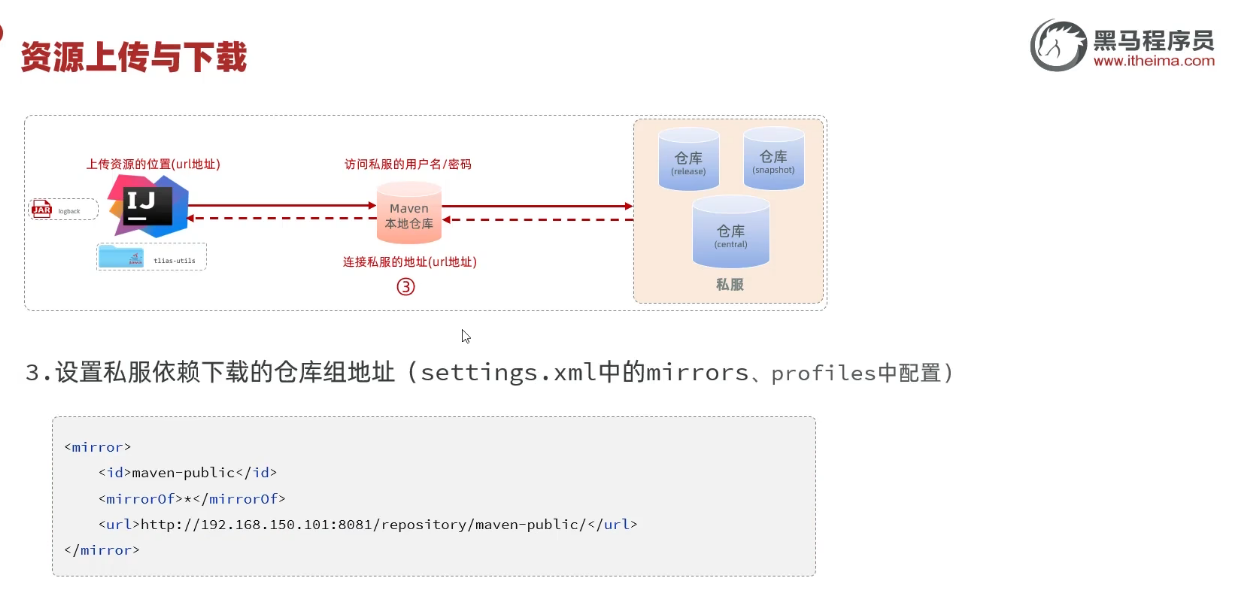 资源上传与下载
黑马程序员
www.itheima.com
上传资源的位置(url地址)
访问私服的用户名/密码
仓库
(release)
仓库
(snapshot)
JAR
logback
IJ
Maven
本地仓库
仓库
(central)
tlias-utils
连接私服的地址(url地址)
③
私服
3.设置私服依赖下载的仓库组地址（settings.xml中的mirrors、profiles中配置）
<mirror>
<id>maven-public</id>
<mirrorOf>*</mirrorOf>
<url>http://192.168.150.101:8081/repository/maven-public/</url>
</mirror>